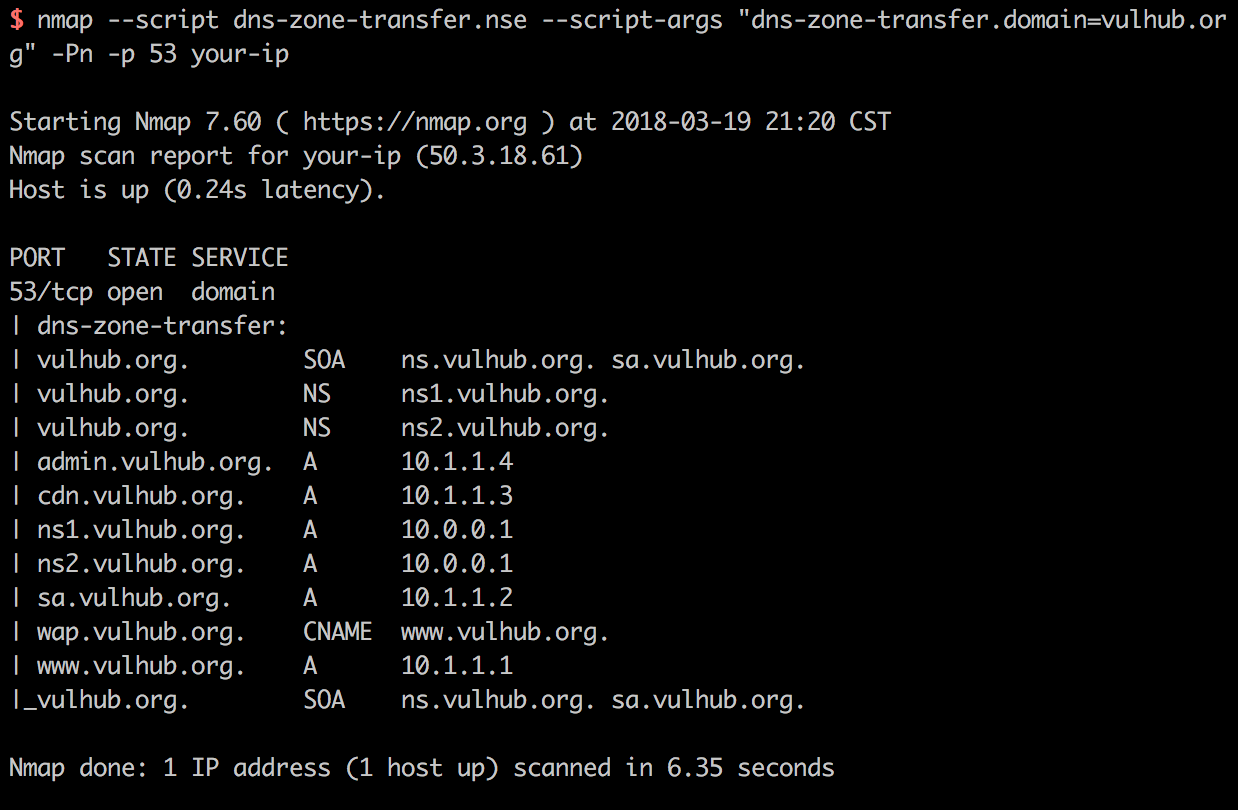 $ nmap --script dns-zone-transfer.nse --script-args "dns-zone-transfer.domain=vulhub.or
g" -Pn -p 53 your-ip
Starting Nmap 7.60 ( https://nmap.org ) at 2018-03-19 21:20 CST
Nmap scan report for your-ip (50.3.18.61)
Host is up (0.24s latency).
PORT   STATE SERVICE
53/tcp open  domain
| dns-zone-transfer:
| vulhub.org.        SOA    ns.vulhub.org. sa.vulhub.org.
| vulhub.org.        NS     ns1.vulhub.org.
| vulhub.org.        NS     ns2.vulhub.org.
| admin.vulhub.org.  A      10.1.1.4
| cdn.vulhub.org.    A      10.1.1.3
| ns1.vulhub.org.    A      10.0.0.1
| ns2.vulhub.org.    A      10.0.0.1
| sa.vulhub.org.     A      10.1.1.2
| wap.vulhub.org.    CNAME  www.vulhub.org.
| www.vulhub.org.    A      10.1.1.1
|_vulhub.org.        SOA    ns.vulhub.org. sa.vulhub.org.
Nmap done: 1 IP address (1 host up) scanned in 6.35 seconds